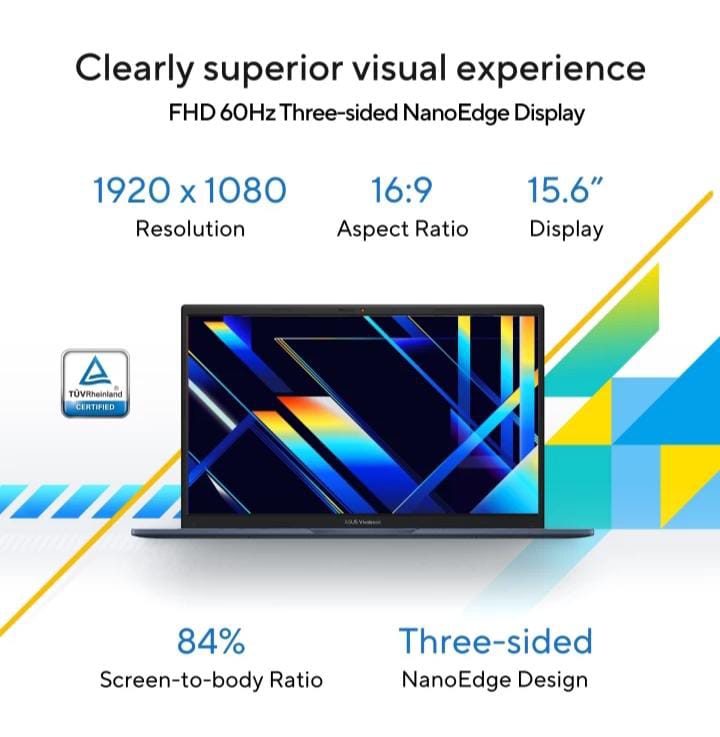 Clearly superior visual experience
FHD 60Hz Three-sided NanoEdge Display
1920 x 1080
Resolution
16:9
Aspect Ratio
15.6″
Display
TÜVRheinland®
CERTIFIED
ASUS Vivobook
84%
Screen-to-body Ratio
Three-sided
NanoEdge Design